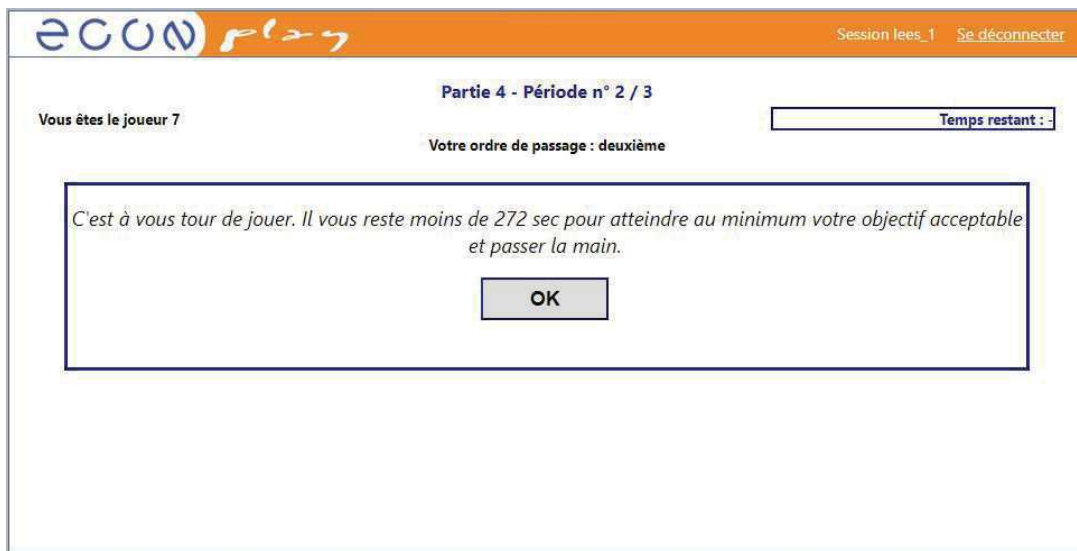 econ play
Session lees_1 Se déconnecter
Partie 4 - Période n° 2 / 3
Vous êtes le joueur 7
Temps restant : -
Votre ordre de passage : deuxième
C'est à vous tour de jouer. Il vous reste moins de 272 sec pour atteindre au minimum votre objectif acceptable
et passer la main.
OK